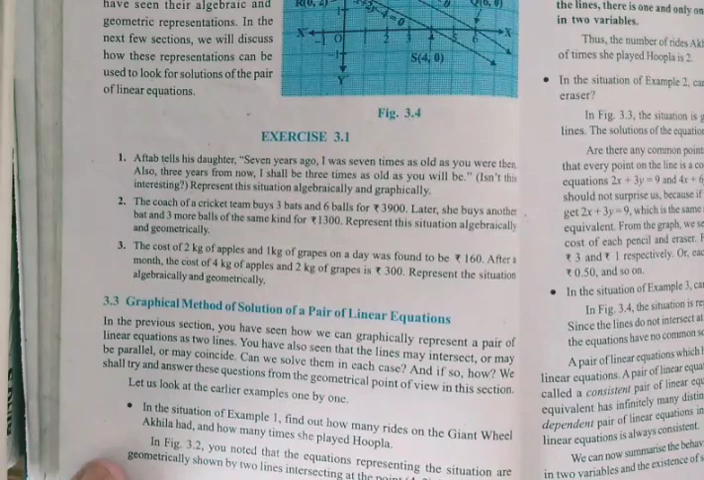 have seen their algebraic and
geometric representations. In the
next few sections, we will discuss
how these representations can be
used to look for solutions of the pair
of linear equations.
X'
-1 O
2 3 4 5 6
X
-1
S(4, 0)
Y'
Fig. 3.4
EXERCISE 3.1
1. Aftab tells his daughter, “Seven years ago, I was seven times as old as you were then.
Also, three years from now, I shall be three times as old as you will be.” (Isn't this
interesting?) Represent this situation algebraically and graphically.
2. The coach of a cricket team buys 3 bats and 6 balls for ₹ 3900. Later, she buys another
bat and 3 more balls of the same kind for ₹ 1300. Represent this situation algebraically
and geometrically.
3. The cost of 2 kg of apples and 1kg of grapes on a day was found to be ₹ 160. After a
month, the cost of 4 kg of apples and 2 kg of grapes is ₹ 300. Represent the situation
algebraically and geometrically.
3.3 Graphical Method of Solution of a Pair of Linear Equations
In the previous section, you have seen how we can graphically represent a pair of
linear equations as two lines. You have also seen that the lines may intersect, or may
be parallel, or may coincide. Can we solve them in each case? And if so, how? We
shall try and answer these questions from the geometrical point of view in this section.
Let us look at the earlier examples one by one.
• In the situation of Example 1, find out how many rides on the Giant Wheel
Akhila had, and how many times she played Hoopla.
In Fig. 3.2, you noted that the equations representing the situation are
geometrically shown by two lines intersecting at the point
the lines, there is one and only on
in two variables.
Thus, the number of rides Akh
of times she played Hoopla is 2.
• In the situation of Example 2, can
eraser?
In Fig. 3.3, the situation is g
lines. The solutions of the equation
Are there any common point
that every point on the line is a co
equations 2x + 3y = 9 and 4x + 6
should not surprise us, because if
get 2x + 3y = 9, which is the same
equivalent. From the graph, we se
cost of each pencil and eraser. F
₹ 3 and ₹ 1 respectively. Or, eac
₹ 0.50, and so on.
• In the situation of Example 3, can
In Fig. 3.4, the situation is re
Since the lines do not intersect at
the equations have no common so
A pair of linear equations which h
linear equations. A pair of linear equat
called a consistent pair of linear equ
equivalent has infinitely many distin
dependent pair of linear equations in
linear equations is always consistent.
We can now summarise the behav
in two variables and the existence of s